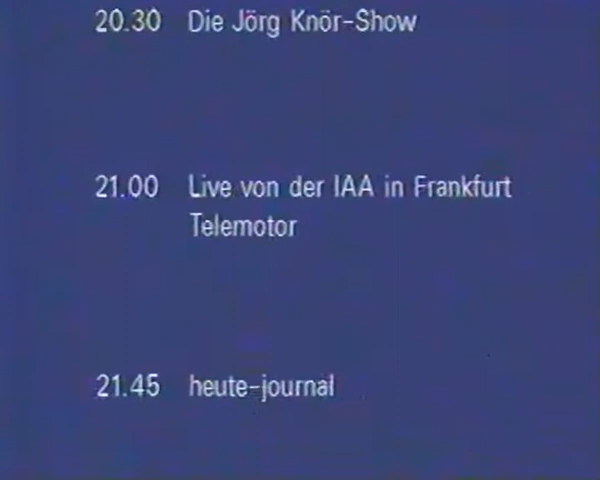 20.30 Die Jörg Knör-Show
21.00 Live von der IAA in Frankfurt
Telemotor
21.45 heute-journal